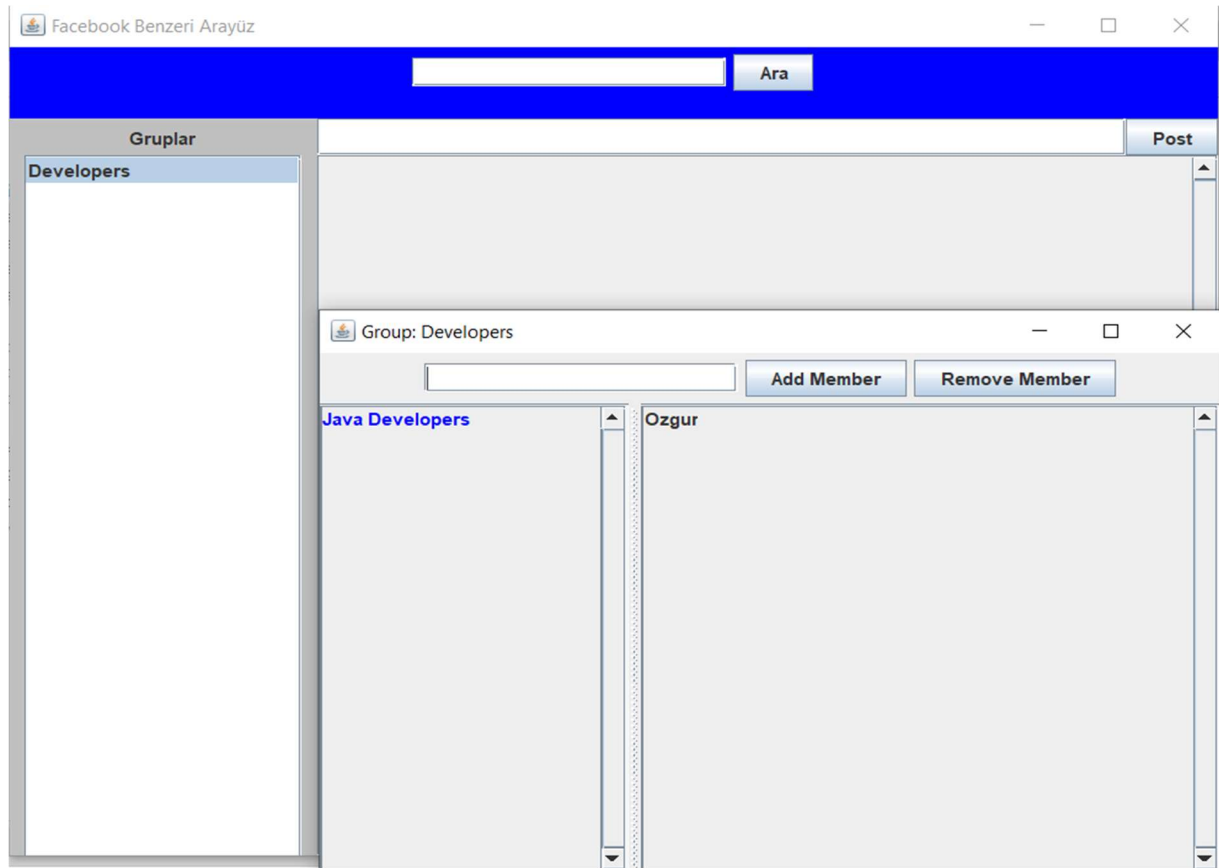 Facebook Benzeri Arayüz
Ara
Gruplar
Post
Developers
Group: Developers
Add Member Remove Member
Java Developers
Ozgur